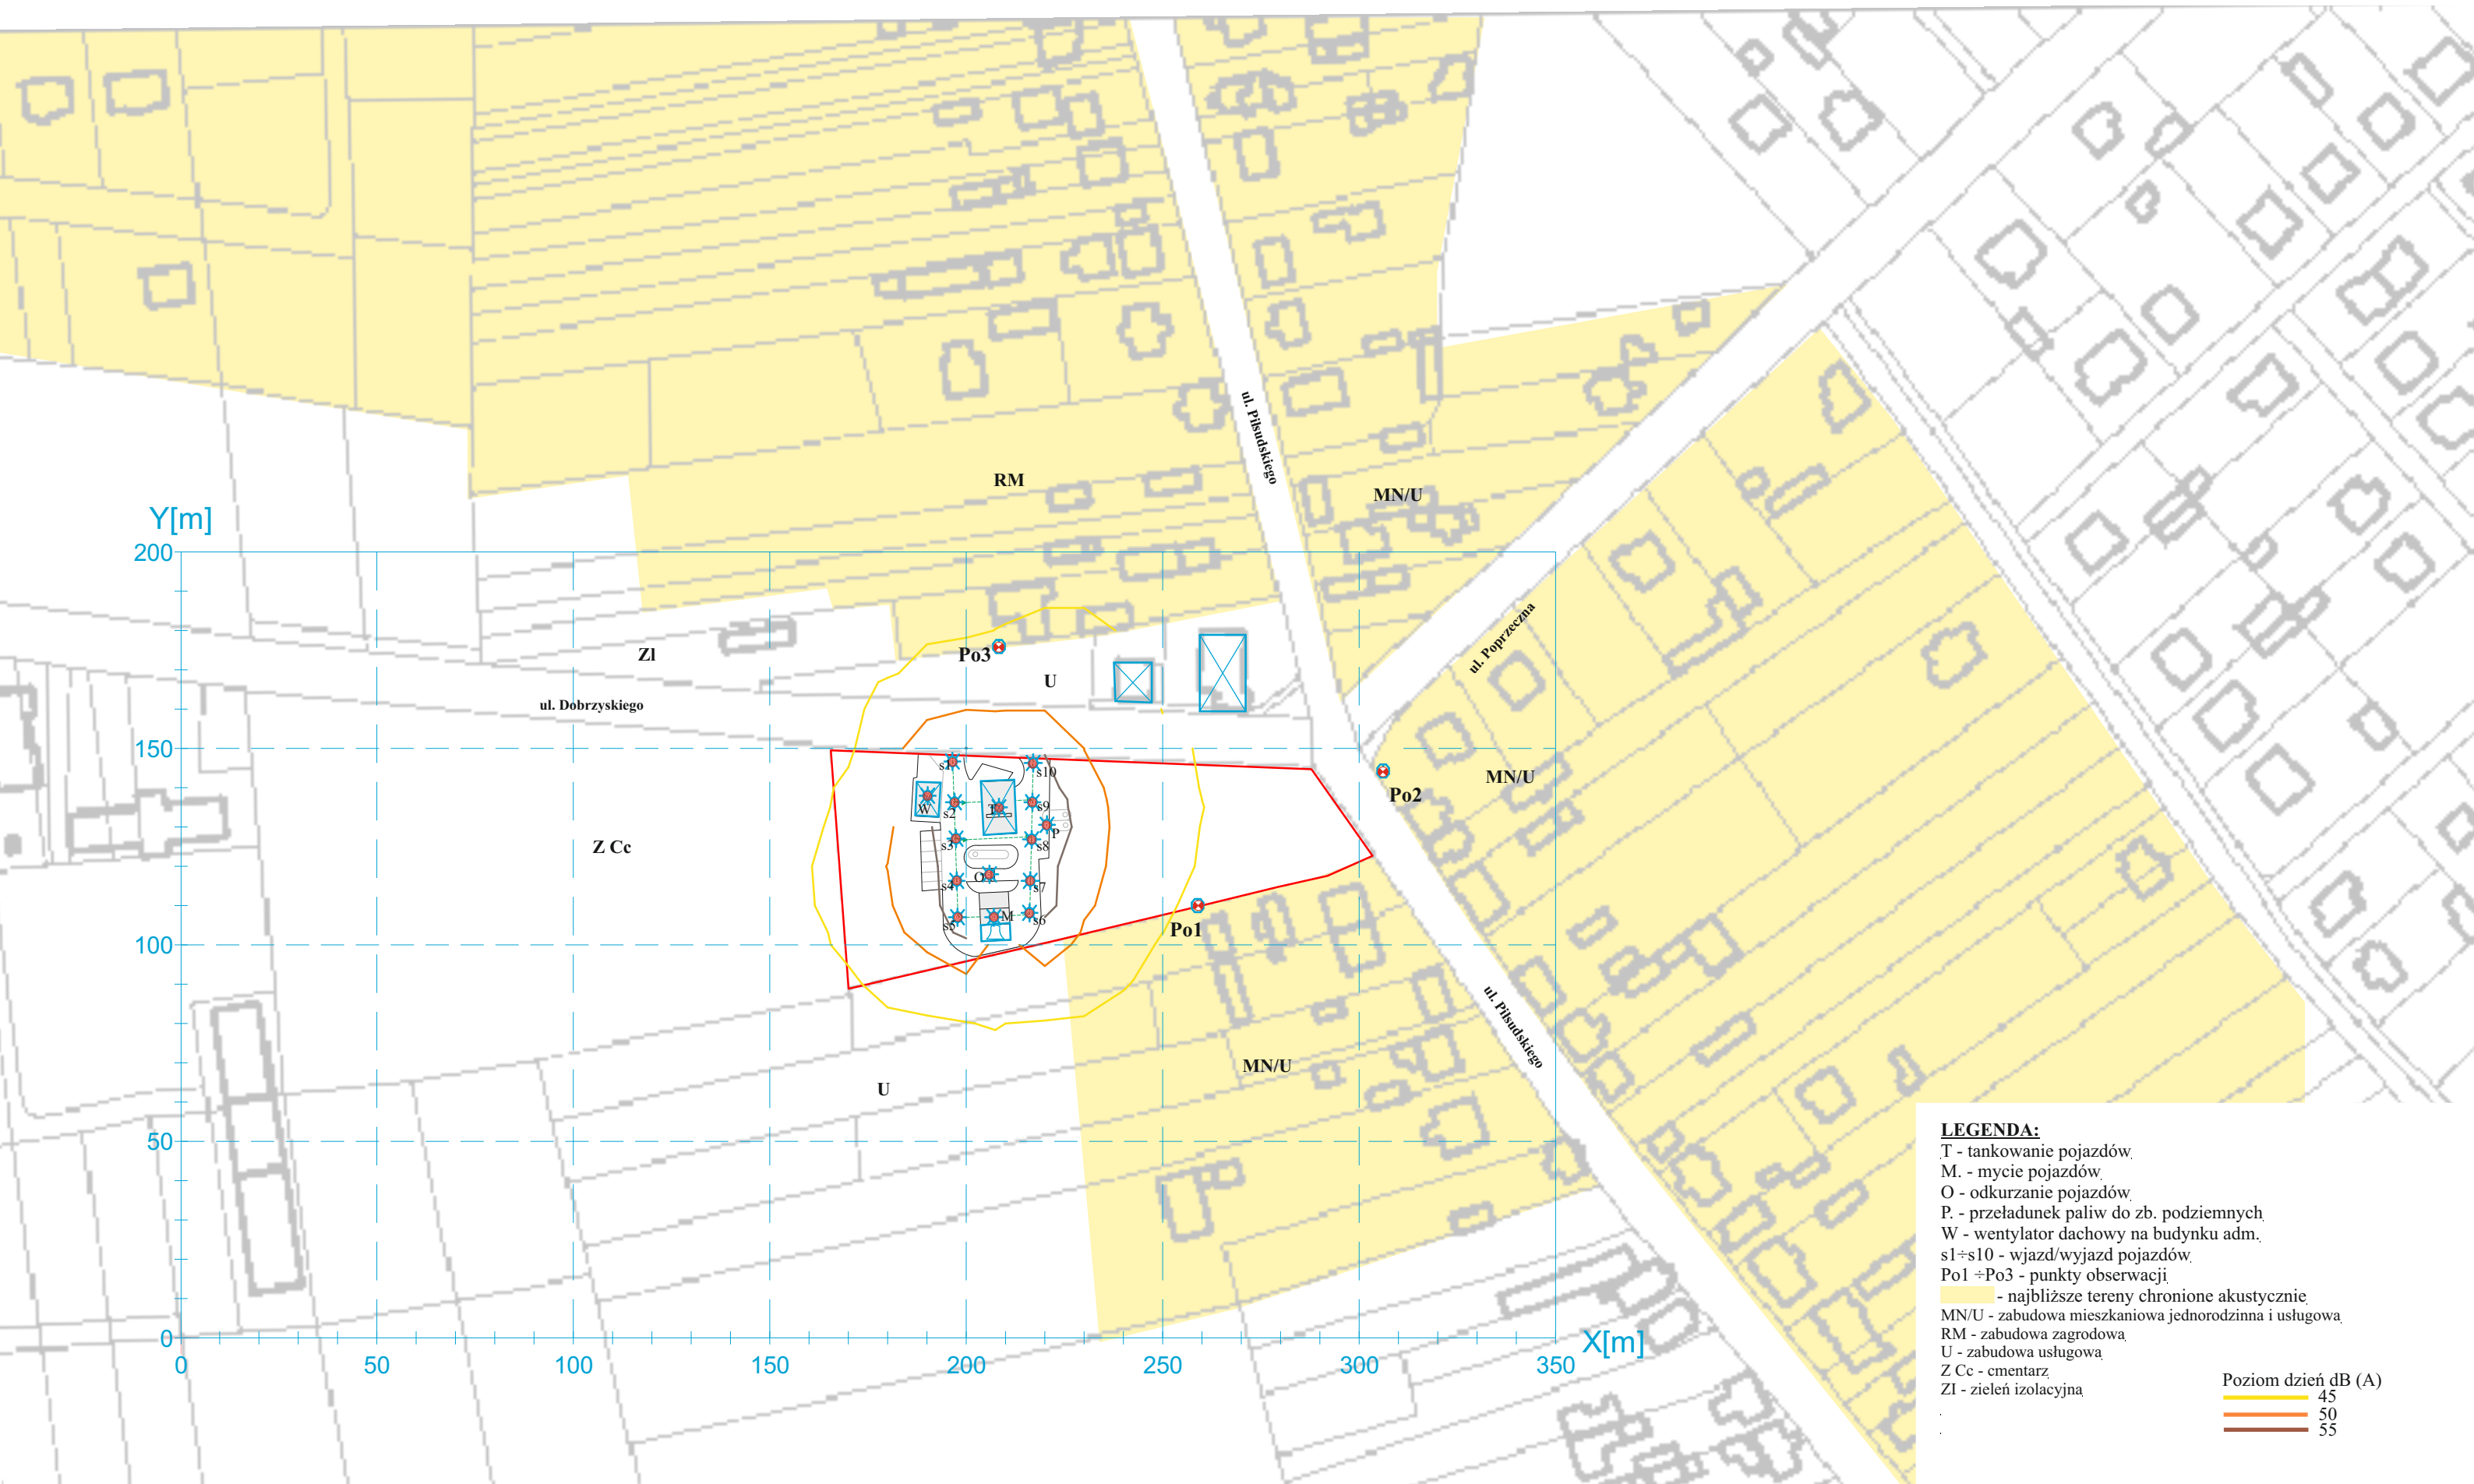 ul. Piłsudskiego
RM
MN/U
Y[m]
200
ul. Poprzeczna
Zl
Po3
U
ul. Dobrzyskiego
150
s1
s10
MN/U
Po2
W
T
s2
s9
P
Z Cc
s3
s8
O
s4
s7
M
s5
s6
Po1
100
ul. Piłsudskiego
MN/U
U
50
0
0
50
100
150
200
250
300
350
X[m]
LEGENDA:
T - tankowanie pojazdów
M. - mycie pojazdów
O - odkurzanie pojazdów
P. - przeładunek paliw do zb. podziemnych
W - wentylator dachowy na budynku adm.
s1÷s10 - wjazd/wyjazd pojazdów
Po1 ÷Po3 - punkty obserwacji
- najbliższe tereny chronione akustycznie
MN/U - zabudowa mieszkaniowa jednorodzinna i usługowa
RM - zabudowa zagrodowa
U - zabudowa usługowa
Z Cc - cmentarz
ZI - zieleń izolacyjna
Poziom dzień dB (A)
45
50
55